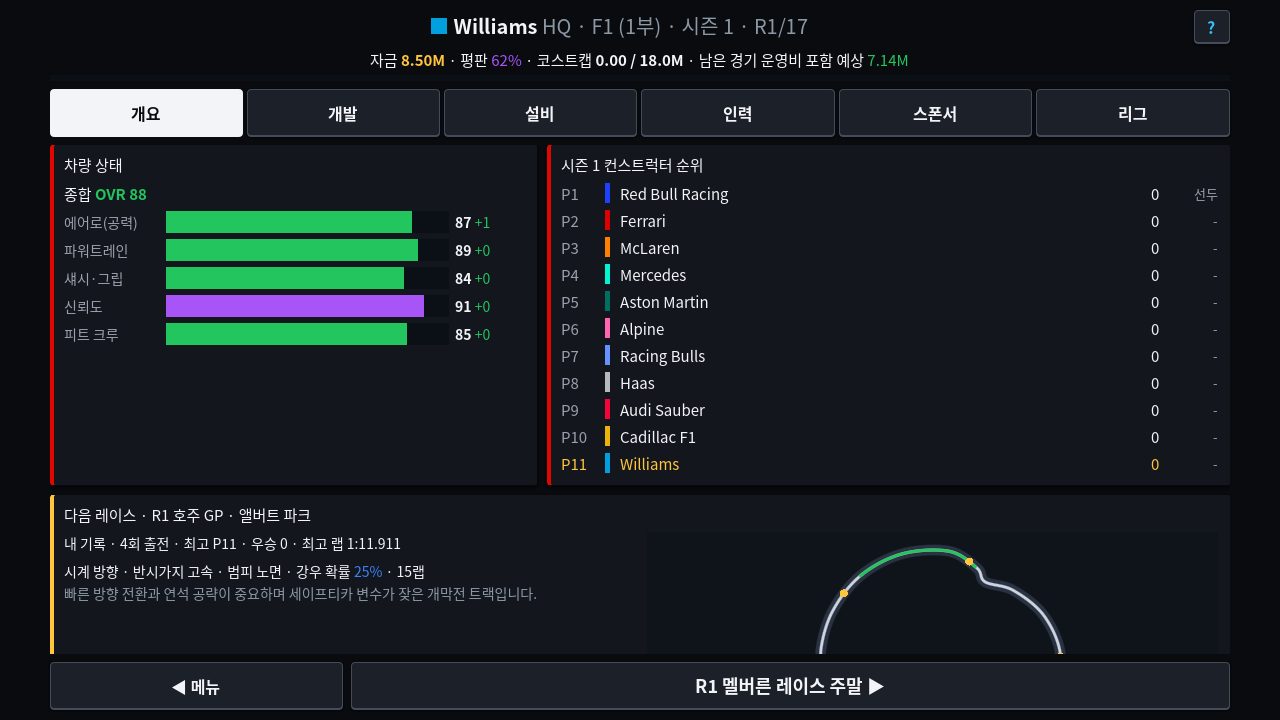 Williams HQ · F1 (1부) · 시즌 1 · R1/17
?
자금 8.50M · 평판 62% · 코스트캡 0.00 / 18.0M · 남은 경기 운영비 포함 예상 7.14M
개요 개발 설비 인력 스폰서 리그
차량 상태
종합 OVR 88
에어로(공력) 87 +1
파워트레인 89 +0
섀시·그립 84 +0
신뢰도 91 +0
피트 크루 85 +0
시즌 1 컨스트럭터 순위
P1 Red Bull Racing 0 선두
P2 Ferrari 0 -
P3 McLaren 0 -
P4 Mercedes 0 -
P5 Aston Martin 0 -
P6 Alpine 0 -
P7 Racing Bulls 0 -
P8 Haas 0 -
P9 Audi Sauber 0 -
P10 Cadillac F1 0 -
P11 Williams 0 -
다음 레이스 · R1 호주 GP · 앨버트 파크
내 기록 · 4회 출전 · 최고 P11 · 우승 0 · 최고 랩 1:11.911
시계 방향 · 반시가지 고속 · 범피 노면 · 강우 확률 25% · 15랩
빠른 방향 전환과 연석 공략이 중요하며 세이프티카 변수가 잦은 개막전 트랙입니다.
◀ 메뉴
R1 멜버른 레이스 주말 ▶